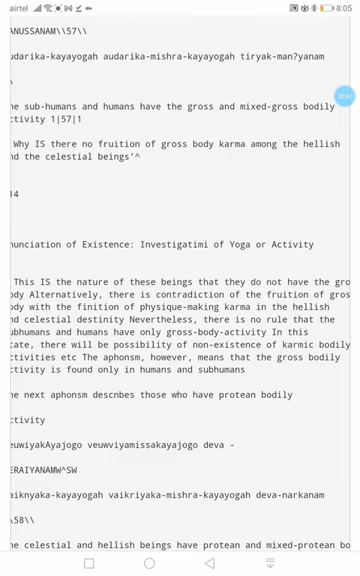 airtel 8:05
ANUSSANAM\\57\\
udarika-kayayogah audarika-mishra-kayayogah tiryak-man?yanam
\
he sub-humans and humans have the gross and mixed-gross bodily
ctivity 1|57|1
Why IS there no fruition of gross body karma among the hellish
nd the celestial beings'^
14
nunciation of Existence: Investigatimi of Yoga or Activity
This IS the nature of these beings that they do not have the gro
ody Alternatively, there is contradiction of the fruition of gros
ody with the finition of physique-making karma in the hellish
nd celestial destinity Nevertheless, there is no rule that the
ubhumans and humans have only gross-body-activity In this
tate, there will be possibility of non-existence of karmic bodily
ctivities etc The aphonsm, however, means that the gross bodily
ctivity is found only in humans and subhumans
he next aphonsm descnbes those who have protean bodily
ctivity
euwiyakAyajogo veuwviyamissakayajogo deva -
ERAIYANAMW^SW
aiknyaka-kayayogah vaikriyaka-mishra-kayayogah deva-narkanam
\58\\
he celestial and hellish beings have protean and mixed-protean bo